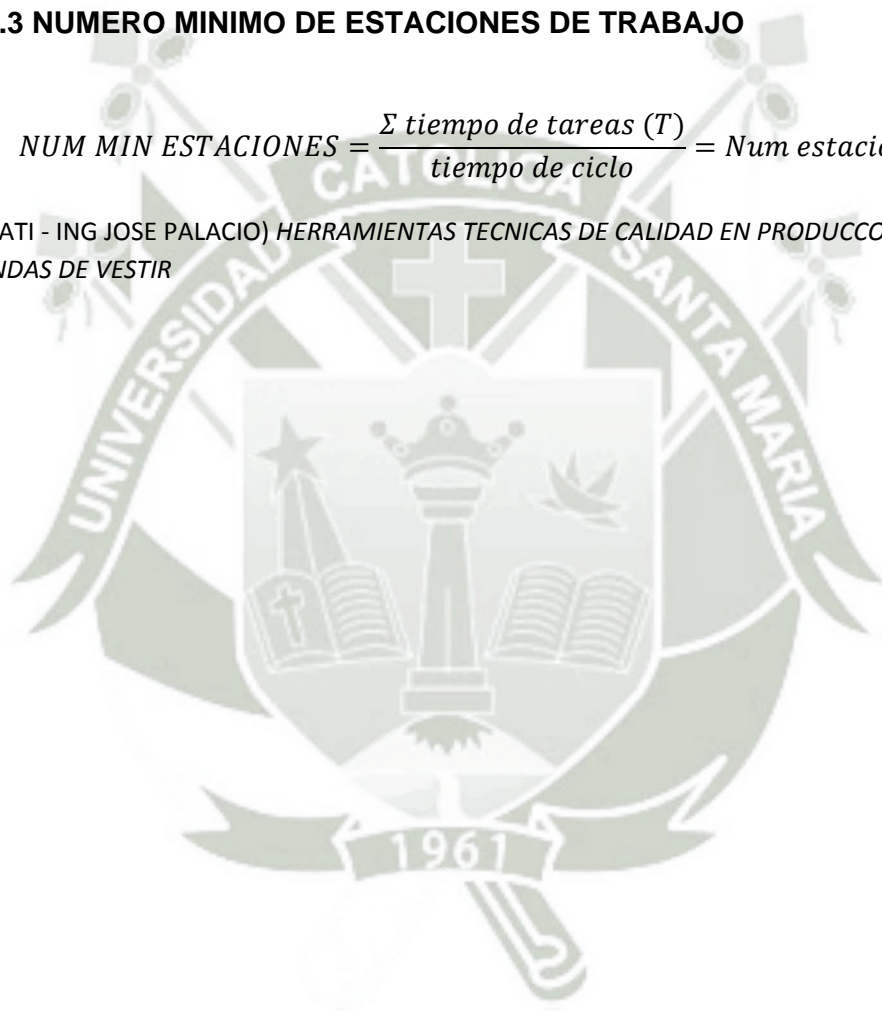 .3 NUMERO MINIMO DE ESTACIONES DE TRABAJO
NUM MIN ESTACIONES = Σ tiempo de tareas (T) / tiempo de ciclo = Num estacio
ATI - ING JOSE PALACIO) HERRAMIENTAS TECNICAS DE CALIDAD EN PRODUCCO
NDAS DE VESTIR
UNIVERSIDAD CATOLICA SANTA MARIA
1961